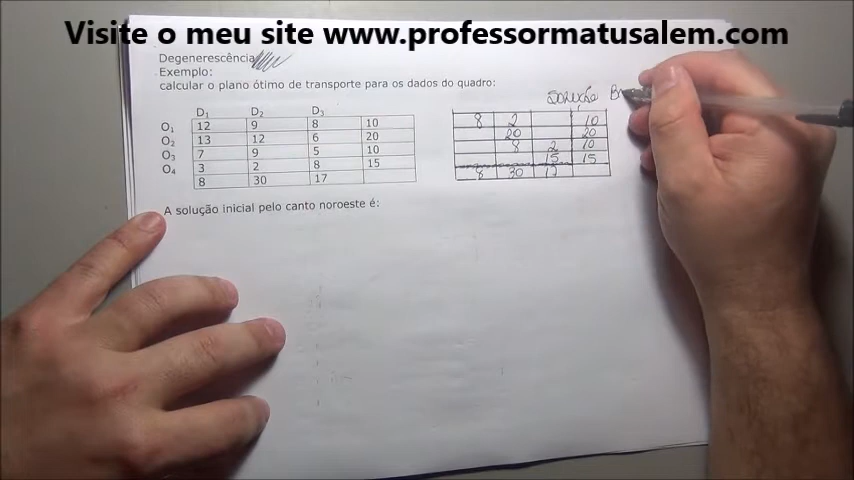 Visite o meu site www.professormatusalem.com
Degenerescência
Exemplo:
calcular o plano ótimo de transporte para os dados do quadro:
SOLUÇÃO
D1 D2 D3
O1 12 9 8 10
O2 13 12 6 20
O3 7 9 5 10
O4 3 2 8 15
8 30 17
8 2 10
20 20
8 2 10
15 15
8 30 17
A solução inicial pelo canto noroeste é: